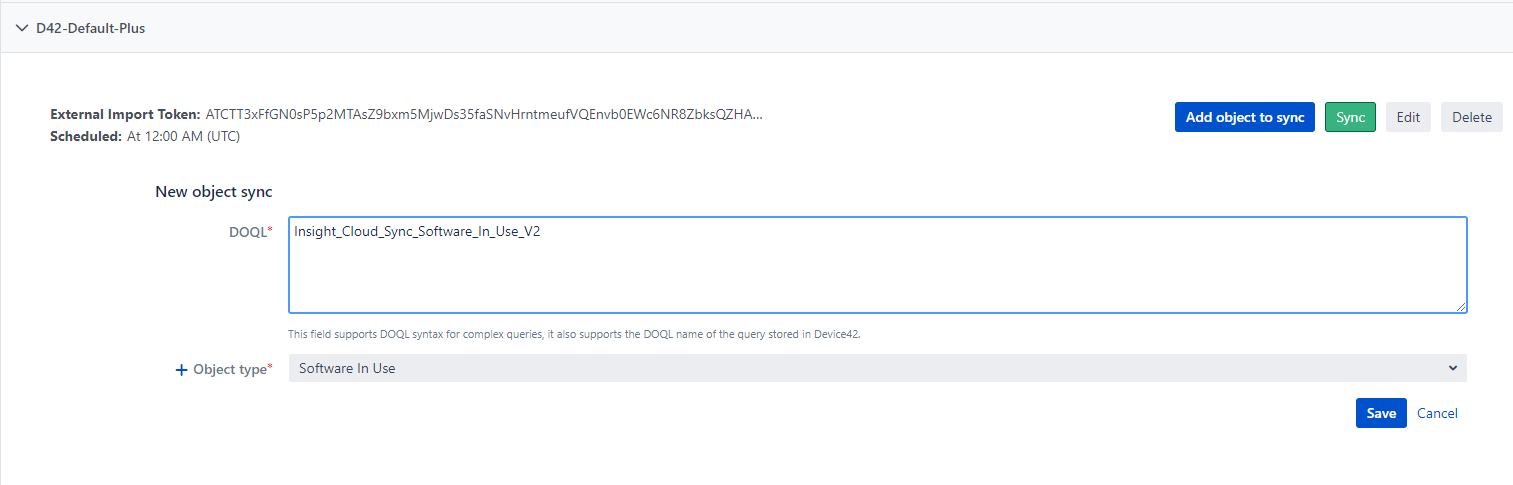 D42-Default-Plus
External Import Token: ATCTT3xFfGN0sP5p2MTAsZ9bxm5MjwDs35faSNvHrntmeufVQEnvb0EWc6NR8ZbksQZHA...
Scheduled: At 12:00 AM (UTC)
Add object to sync Sync Edit Delete
New object sync
DOQL*
Insight_Cloud_Sync_Software_In_Use_V2
This field supports DOQL syntax for complex queries, it also supports the DOQL name of the query stored in Device42.
+ Object type* Software In Use
Save Cancel